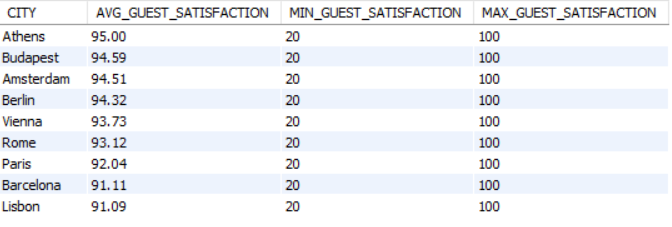 CITY AVG_GUEST_SATISFACTION MIN_GUEST_SATISFACTION MAX_GUEST_SATISFACTION
Athens 95.00 20 100
Budapest 94.59 20 100
Amsterdam 94.51 20 100
Berlin 94.32 20 100
Vienna 93.73 20 100
Rome 93.12 20 100
Paris 92.04 20 100
Barcelona 91.11 20 100
Lisbon 91.09 20 100